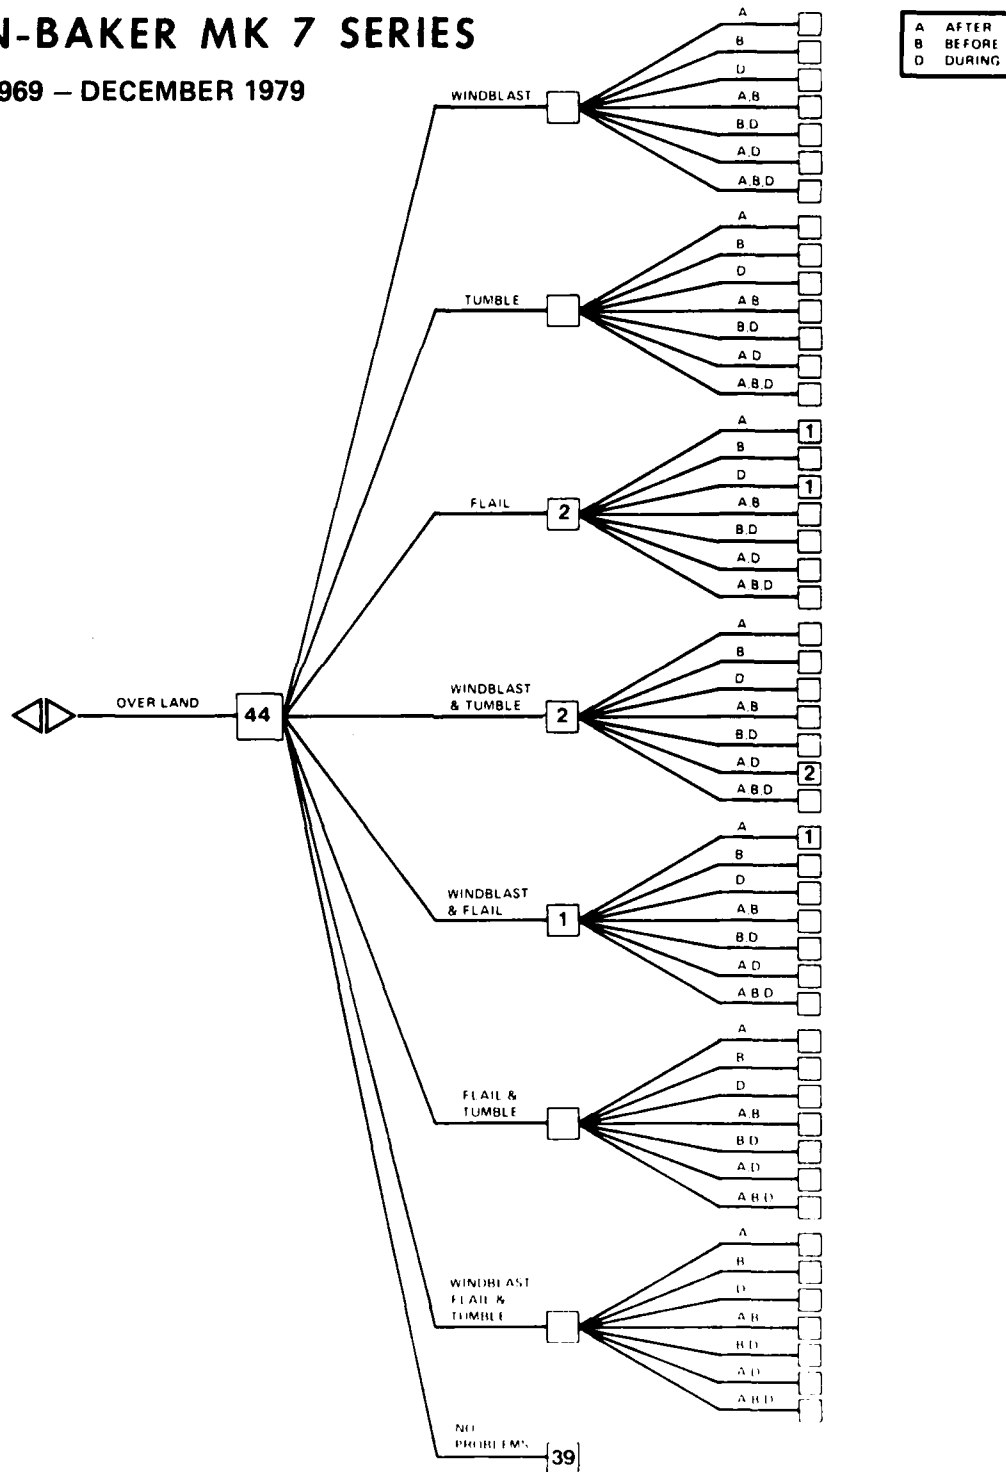 N-BAKER MK 7 SERIES
969 – DECEMBER 1979
A AFTER
B BEFORE
D DURING
WINDBLAST
A
B
D
A,B
B,D
A,D
A,B,D
TUMBLE
A
B
D
A,B
B,D
A,D
A,B,D
FLAIL
2
A
1
B
D
1
A,B
B,D
A,D
A,B,D
OVER LAND
44
WINDBLAST
& TUMBLE
2
A
B
D
A,B
B,D
A,D
2
A,B,D
WINDBLAST
& FLAIL
1
A
1
B
D
A,B
B,D
A,D
A,B,D
FLAIL &
TUMBLE
A
B
D
A,B
B,D
A,D
A,B,D
WINDBLAST
FLAIL &
TUMBLE
A
B
D
A,B
B,D
A,D
A,B,D
NO
PROBLEMS
39